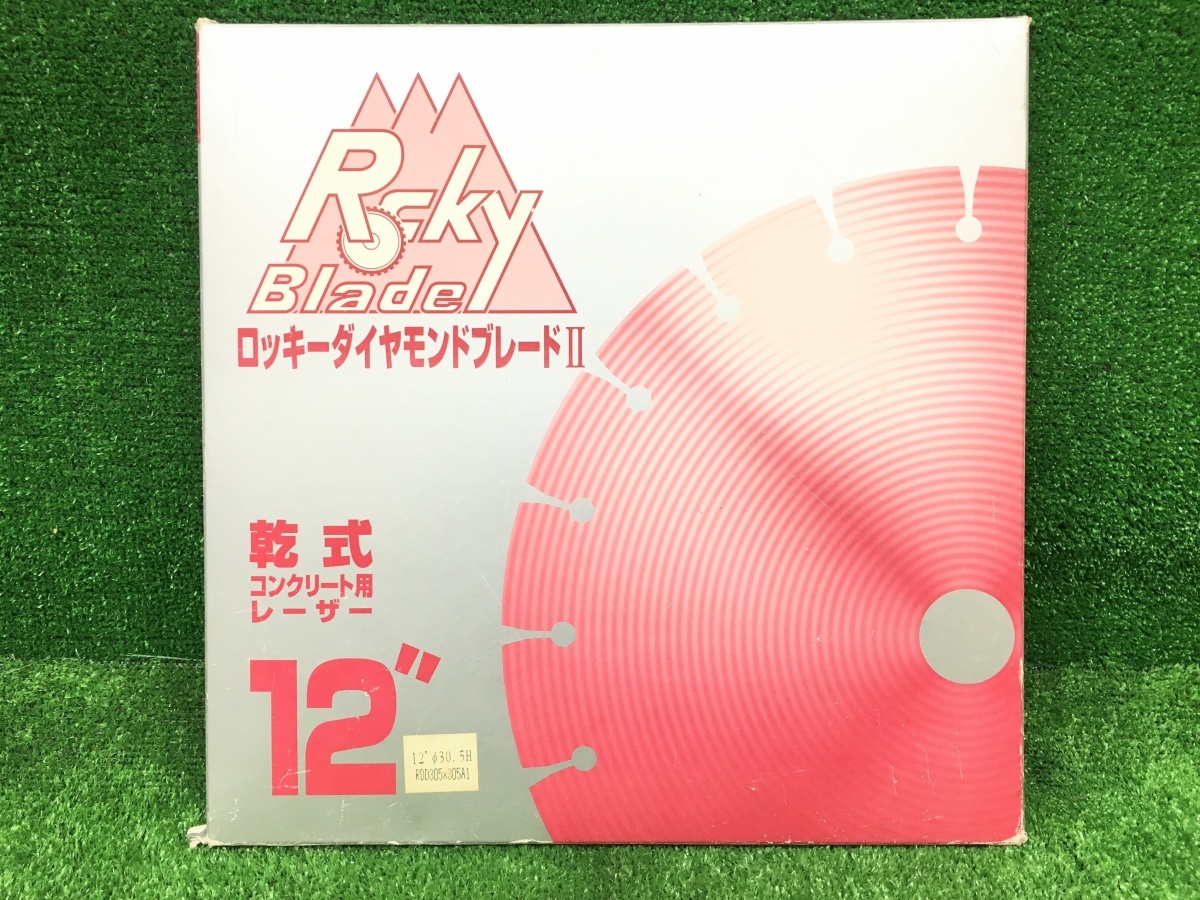 Rocky
Blade
ロッキーダイヤモンドブレードⅡ
乾式
コンクリート用
レーザー
12"
12"φ30.5H
RDD305×305A1